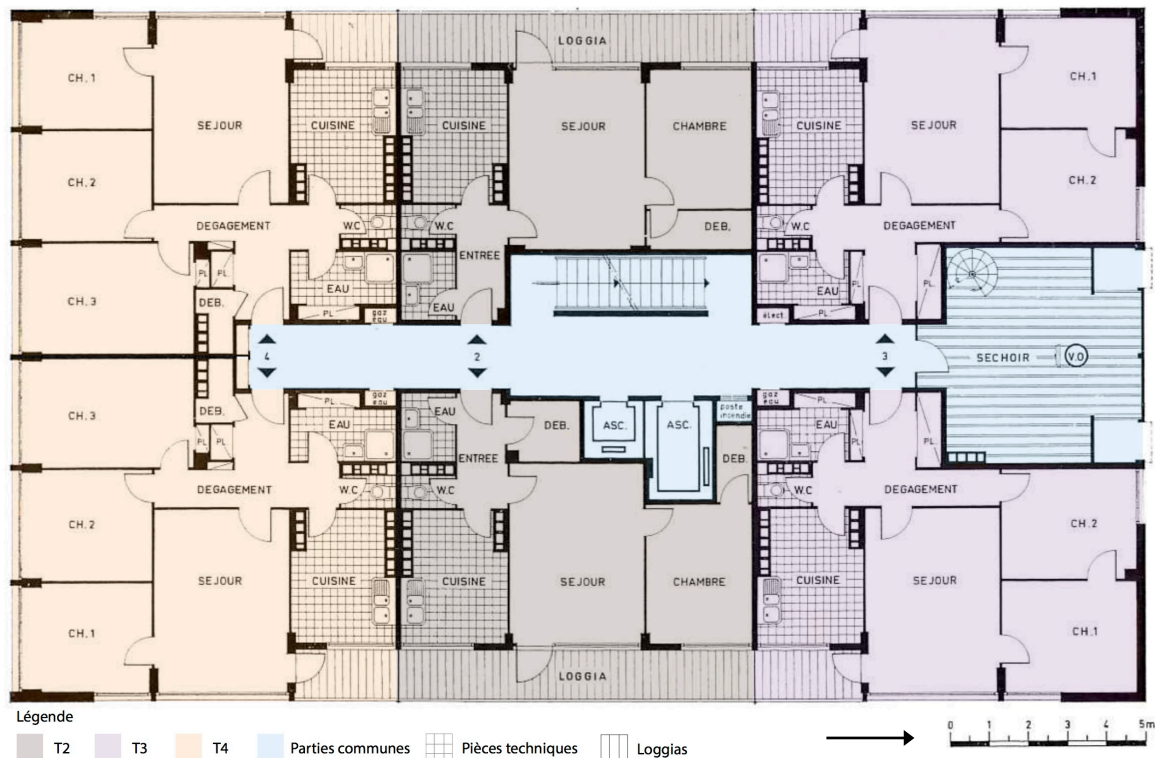 LOGGIA
CH.1
SEJOUR
CUISINE
CUISINE
SEJOUR
CHAMBRE
CUISINE
SEJOUR
CH.1
CH.2
DEGAGEMENT
W.C
W.C
ENTREE
DEB.
W.C
DEGAGEMENT
CH.2
CH.3
PL
PL
DEB.
EAU
PL
gaz
eau
EAU
élect
EAU
PL
PL
PL
4
2
3
SECHOIR
V.O
CH.3
DEB.
PL
PL
PL
EAU
gaz
eau
EAU
ENTREE
DEB.
ASC.
ASC.
poste
incendie
DEB.
gaz
eau
PL
EAU
PL
PL
CH.2
DEGAGEMENT
W.C
W.C
W.C
DEGAGEMENT
CH.2
CH.1
SEJOUR
CUISINE
CUISINE
SEJOUR
CHAMBRE
CUISINE
SEJOUR
CH.1
LOGGIA
Légende
T2
T3
T4
Parties communes
Pièces techniques
Loggias
0 1 2 3 4 5m